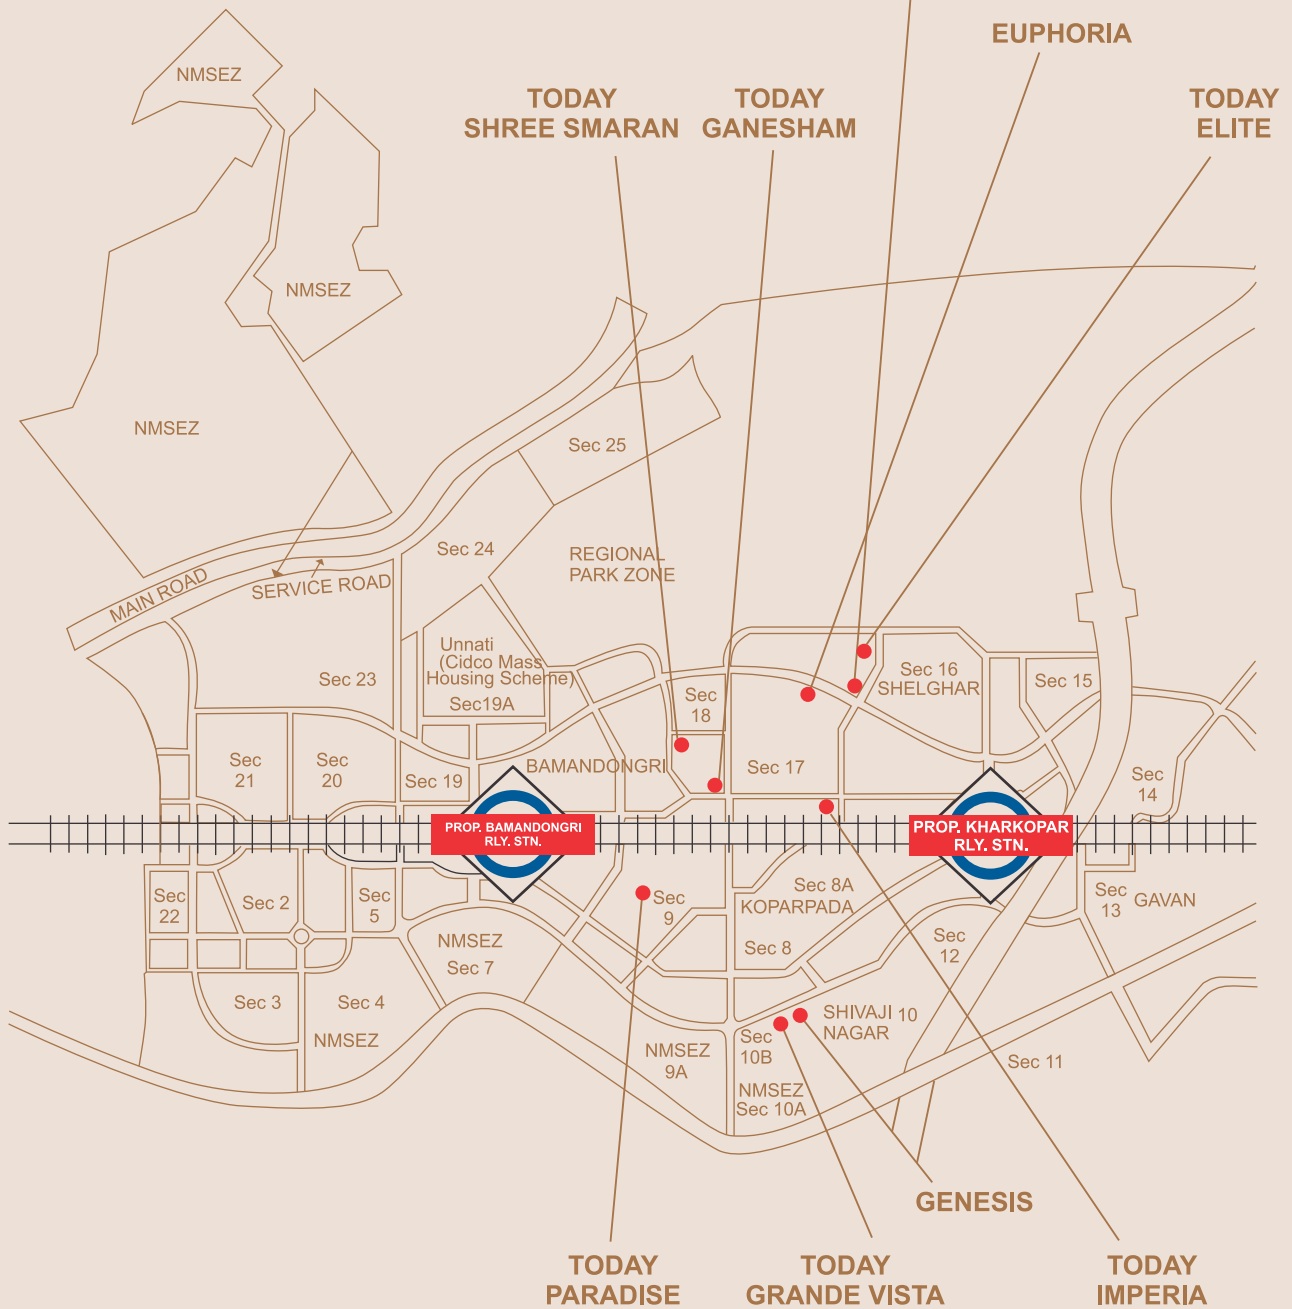 EUPHORIA
NMSEZ
TODAY
SHREE SMARAN
TODAY
GANESHAM
TODAY
ELITE
NMSEZ
NMSEZ
Sec 25
Sec 24
REGIONAL
PARK ZONE
MAIN ROAD
SERVICE ROAD
Unnati
(Cidco Mass
Housing Scheme)
Sec19A
Sec 23
Sec
18
Sec 16
SHELGHAR
Sec 15
Sec
21
Sec
20
Sec 19
BAMANDONGRI
Sec 17
Sec
14
PROP. BAMANDONGRI
RLY. STN.
PROP. KHARKOPAR
RLY. STN.
Sec
22
Sec 2
Sec
5
Sec
9
Sec 8A
KOPARPADA
Sec
13
GAVAN
NMSEZ
Sec 7
Sec 8
Sec
12
Sec 3
Sec 4
NMSEZ
SHIVAJI
NAGAR
10
Sec
10B
NMSEZ
9A
Sec 11
NMSEZ
Sec 10A
GENESIS
TODAY
PARADISE
TODAY
GRANDE VISTA
TODAY
IMPERIA